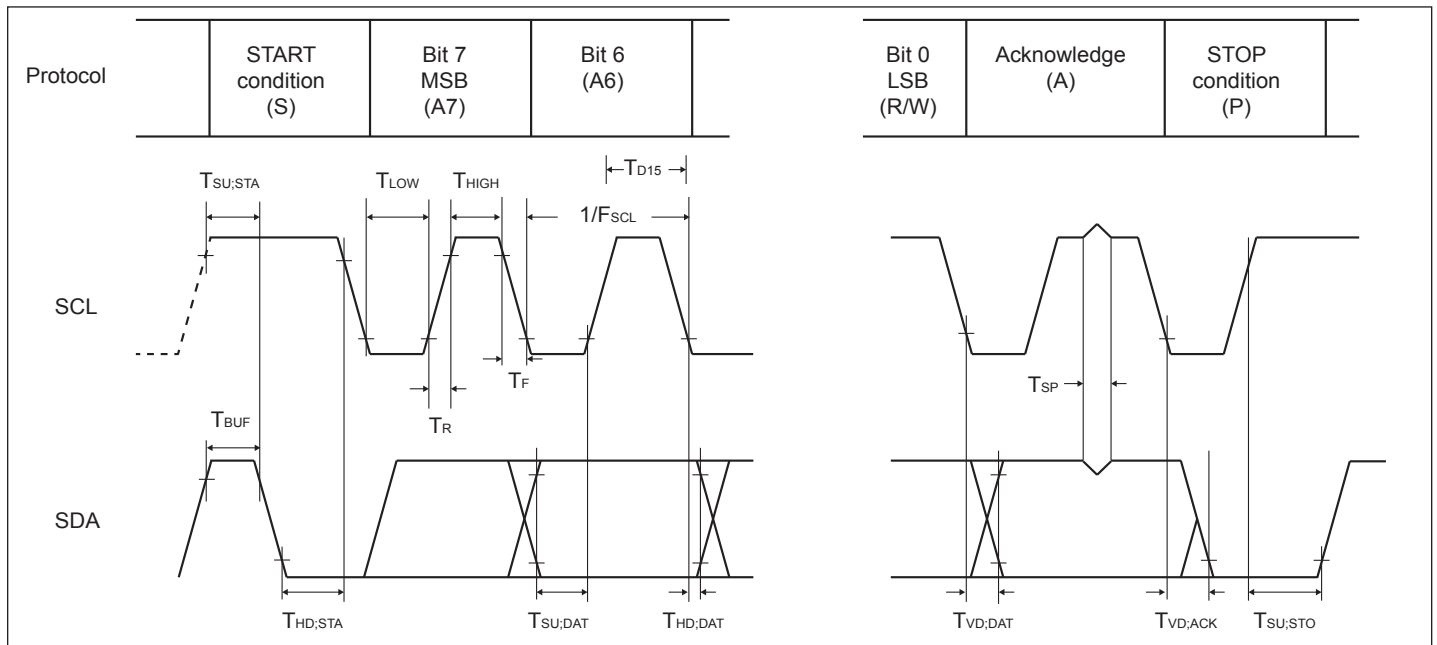 Protocol
START
condition
(S)
Bit 7
MSB
(A7)
Bit 6
(A6)
Bit 0
LSB
(R/W)
Acknowledge
(A)
STOP
condition
(P)
TSU;STA
TLOW
THIGH
TD15
1/FSCL
SCL
TF
TR
TSP
TBUF
SDA
THD;STA
TSU;DAT
THD;DAT
TVD;DAT
TVD;ACK
TSU;STO